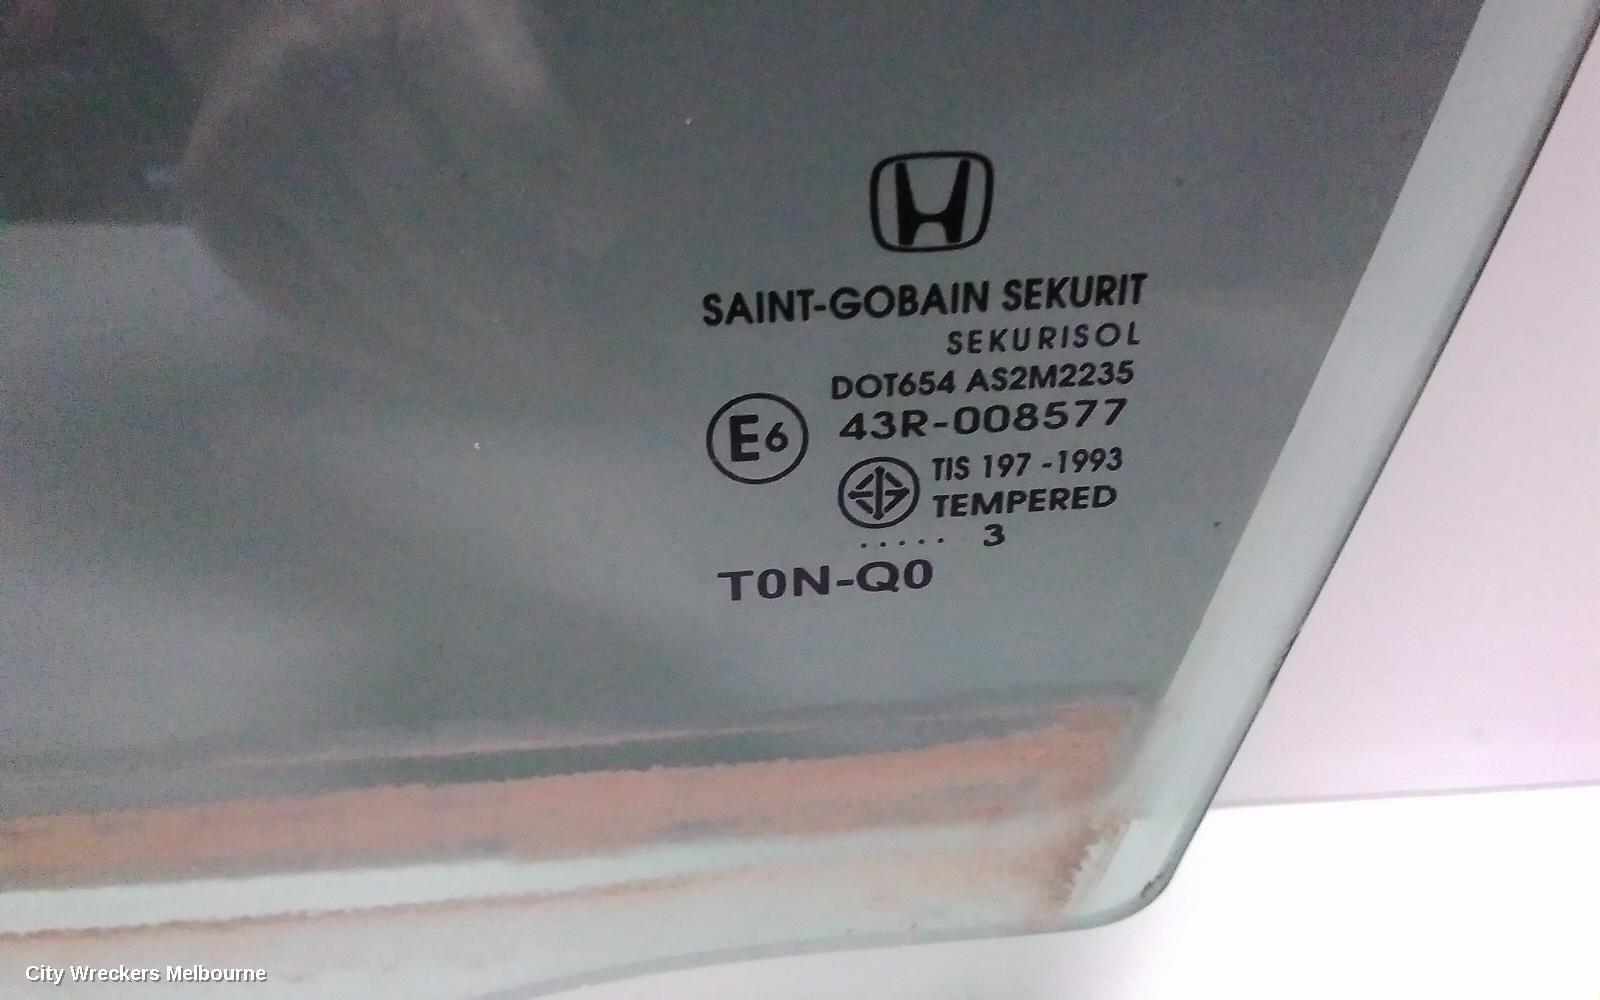 SAINT-GOBAIN SEKURIT
SEKURISOL
DOT654 AS2M2235
E6 43R-008577
TIS 197 -1993
TEMPERED
..... 3
T0N-Q0
City Wreckers Melbourne